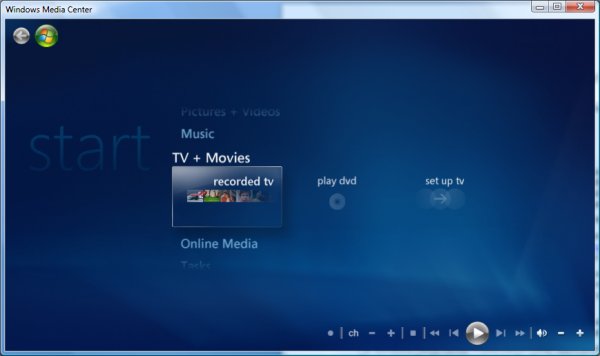 Windows Media Center
start
Pictures + Videos
Music
TV + Movies
recorded tv
play dvd
set up tv
Online Media
Tasks
ch